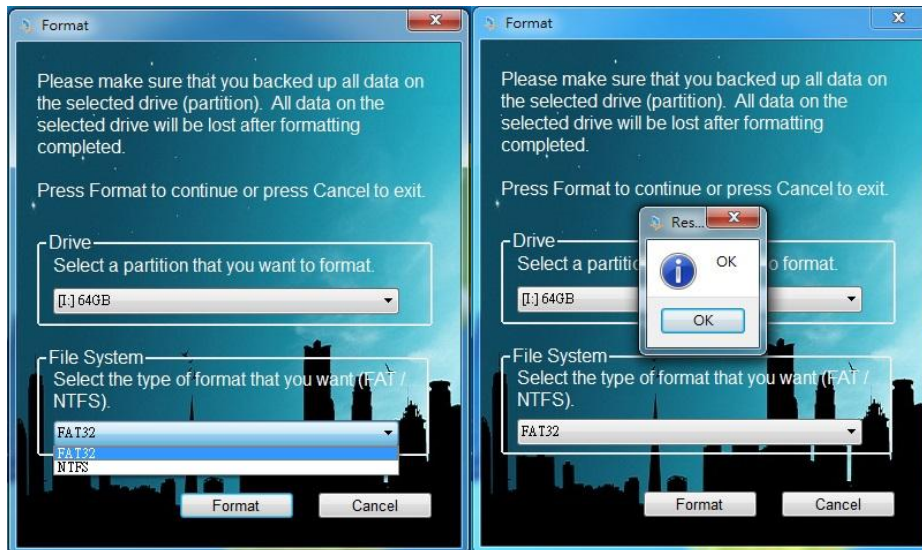 Format
Please make sure that you backed up all data on
the selected drive (partition).  All data on the
selected drive will be lost after formatting
completed.
Press Format to continue or press Cancel to exit.
Drive
Select a partition that you want to format.
[I:] 64GB
File System
Select the type of format that you want (FAT /
NTFS).
FAT32
FAT32
NTFS
Format
Cancel
Format
Please make sure that you backed up all data on
the selected drive (partition).  All data on the
selected drive will be lost after formatting
completed.
Press Format to continue or press Cancel to exit.
Res...
OK
OK
Drive
Select a partitio
o format.
[I:] 64GB
File System
Select the type of format that you want (FAT /
NTFS).
FAT32
Format
Cancel